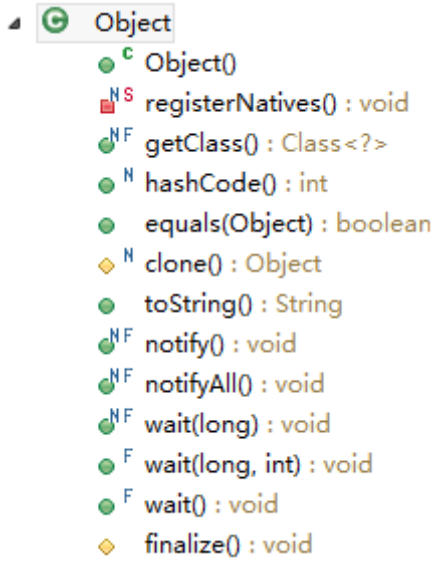 G Object
C Object()
N S registerNatives() : void
N F getClass() : Class<?>
N hashCode() : int
equals(Object) : boolean
N clone() : Object
toString() : String
N F notify() : void
N F notifyAll() : void
N F wait(long) : void
F wait(long, int) : void
F wait() : void
finalize() : void